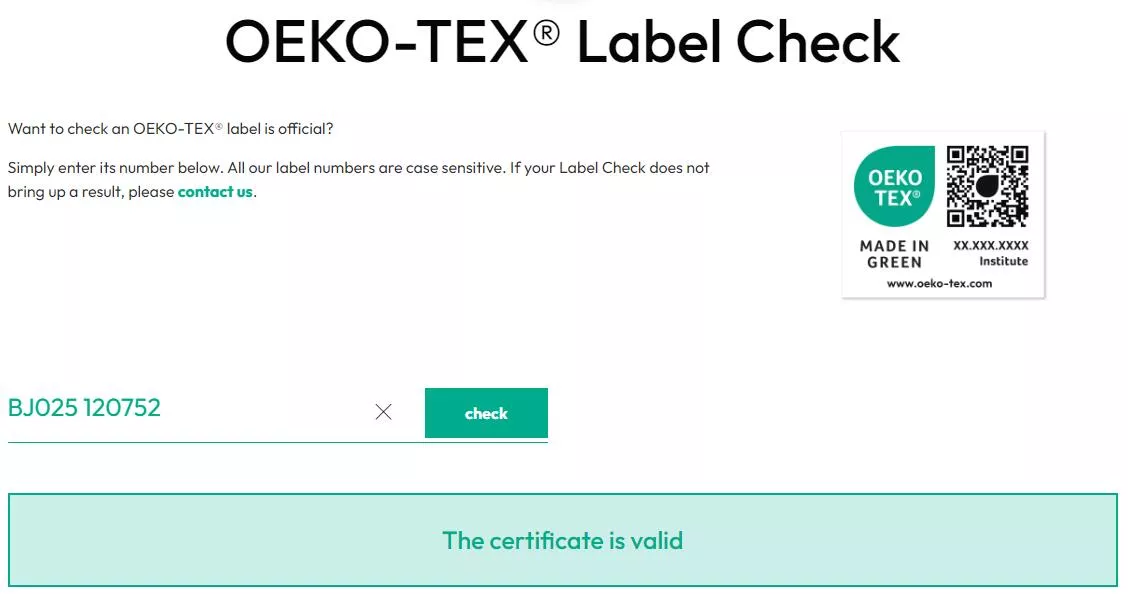 OEKO-TEX® Label Check
Want to check an OEKO-TEX® label is official?
Simply enter its number below. All our label numbers are case sensitive. If your Label Check does not
bring up a result, please contact us.
OEKO
TEX®
MADE IN
GREEN
XX.XXX.XXXX
Institute
www.oeko-tex.com
BJ025 120752
check
The certificate is valid